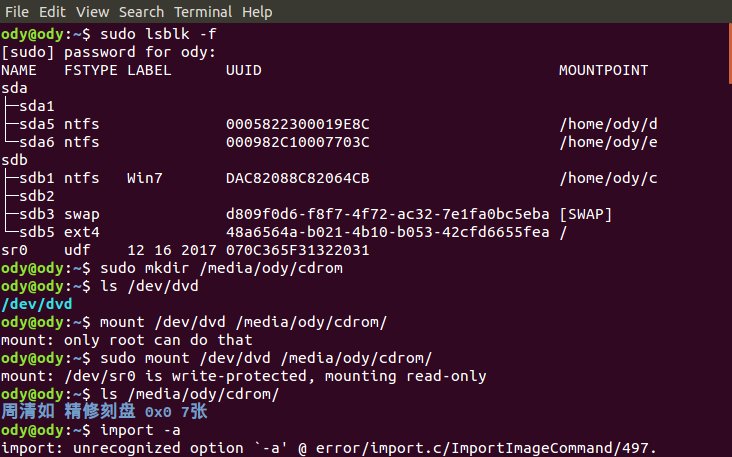 File Edit View Search Terminal Help
ody@ody:~$ sudo lsblk -f
[sudo] password for ody:
NAME   FSTYPE LABEL      UUID                                 MOUNTPOINT
sda
├─sda1
├─sda5 ntfs              0005822300019E8C                     /home/ody/d
└─sda6 ntfs              000982C10007703C                     /home/ody/e
sdb
├─sdb1 ntfs   Win7       DAC82088C82064CB                     /home/ody/c
├─sdb2
├─sdb3 swap              d809f0d6-f8f7-4f72-ac32-7e1fa0bc5eba [SWAP]
└─sdb5 ext4              48a6564a-b021-4b10-b053-42cfd6655fea /
sr0    udf    12 16 2017 070C365F31322031
ody@ody:~$ sudo mkdir /media/ody/cdrom
ody@ody:~$ ls /dev/dvd
/dev/dvd
ody@ody:~$ mount /dev/dvd /media/ody/cdrom/
mount: only root can do that
ody@ody:~$ sudo mount /dev/dvd /media/ody/cdrom/
mount: /dev/sr0 is write-protected, mounting read-only
ody@ody:~$ ls /media/ody/cdrom/
周清如 精修刻盘 0x0 7张
ody@ody:~$ import -a
import: unrecognized option `-a' @ error/import.c/ImportImageCommand/497.